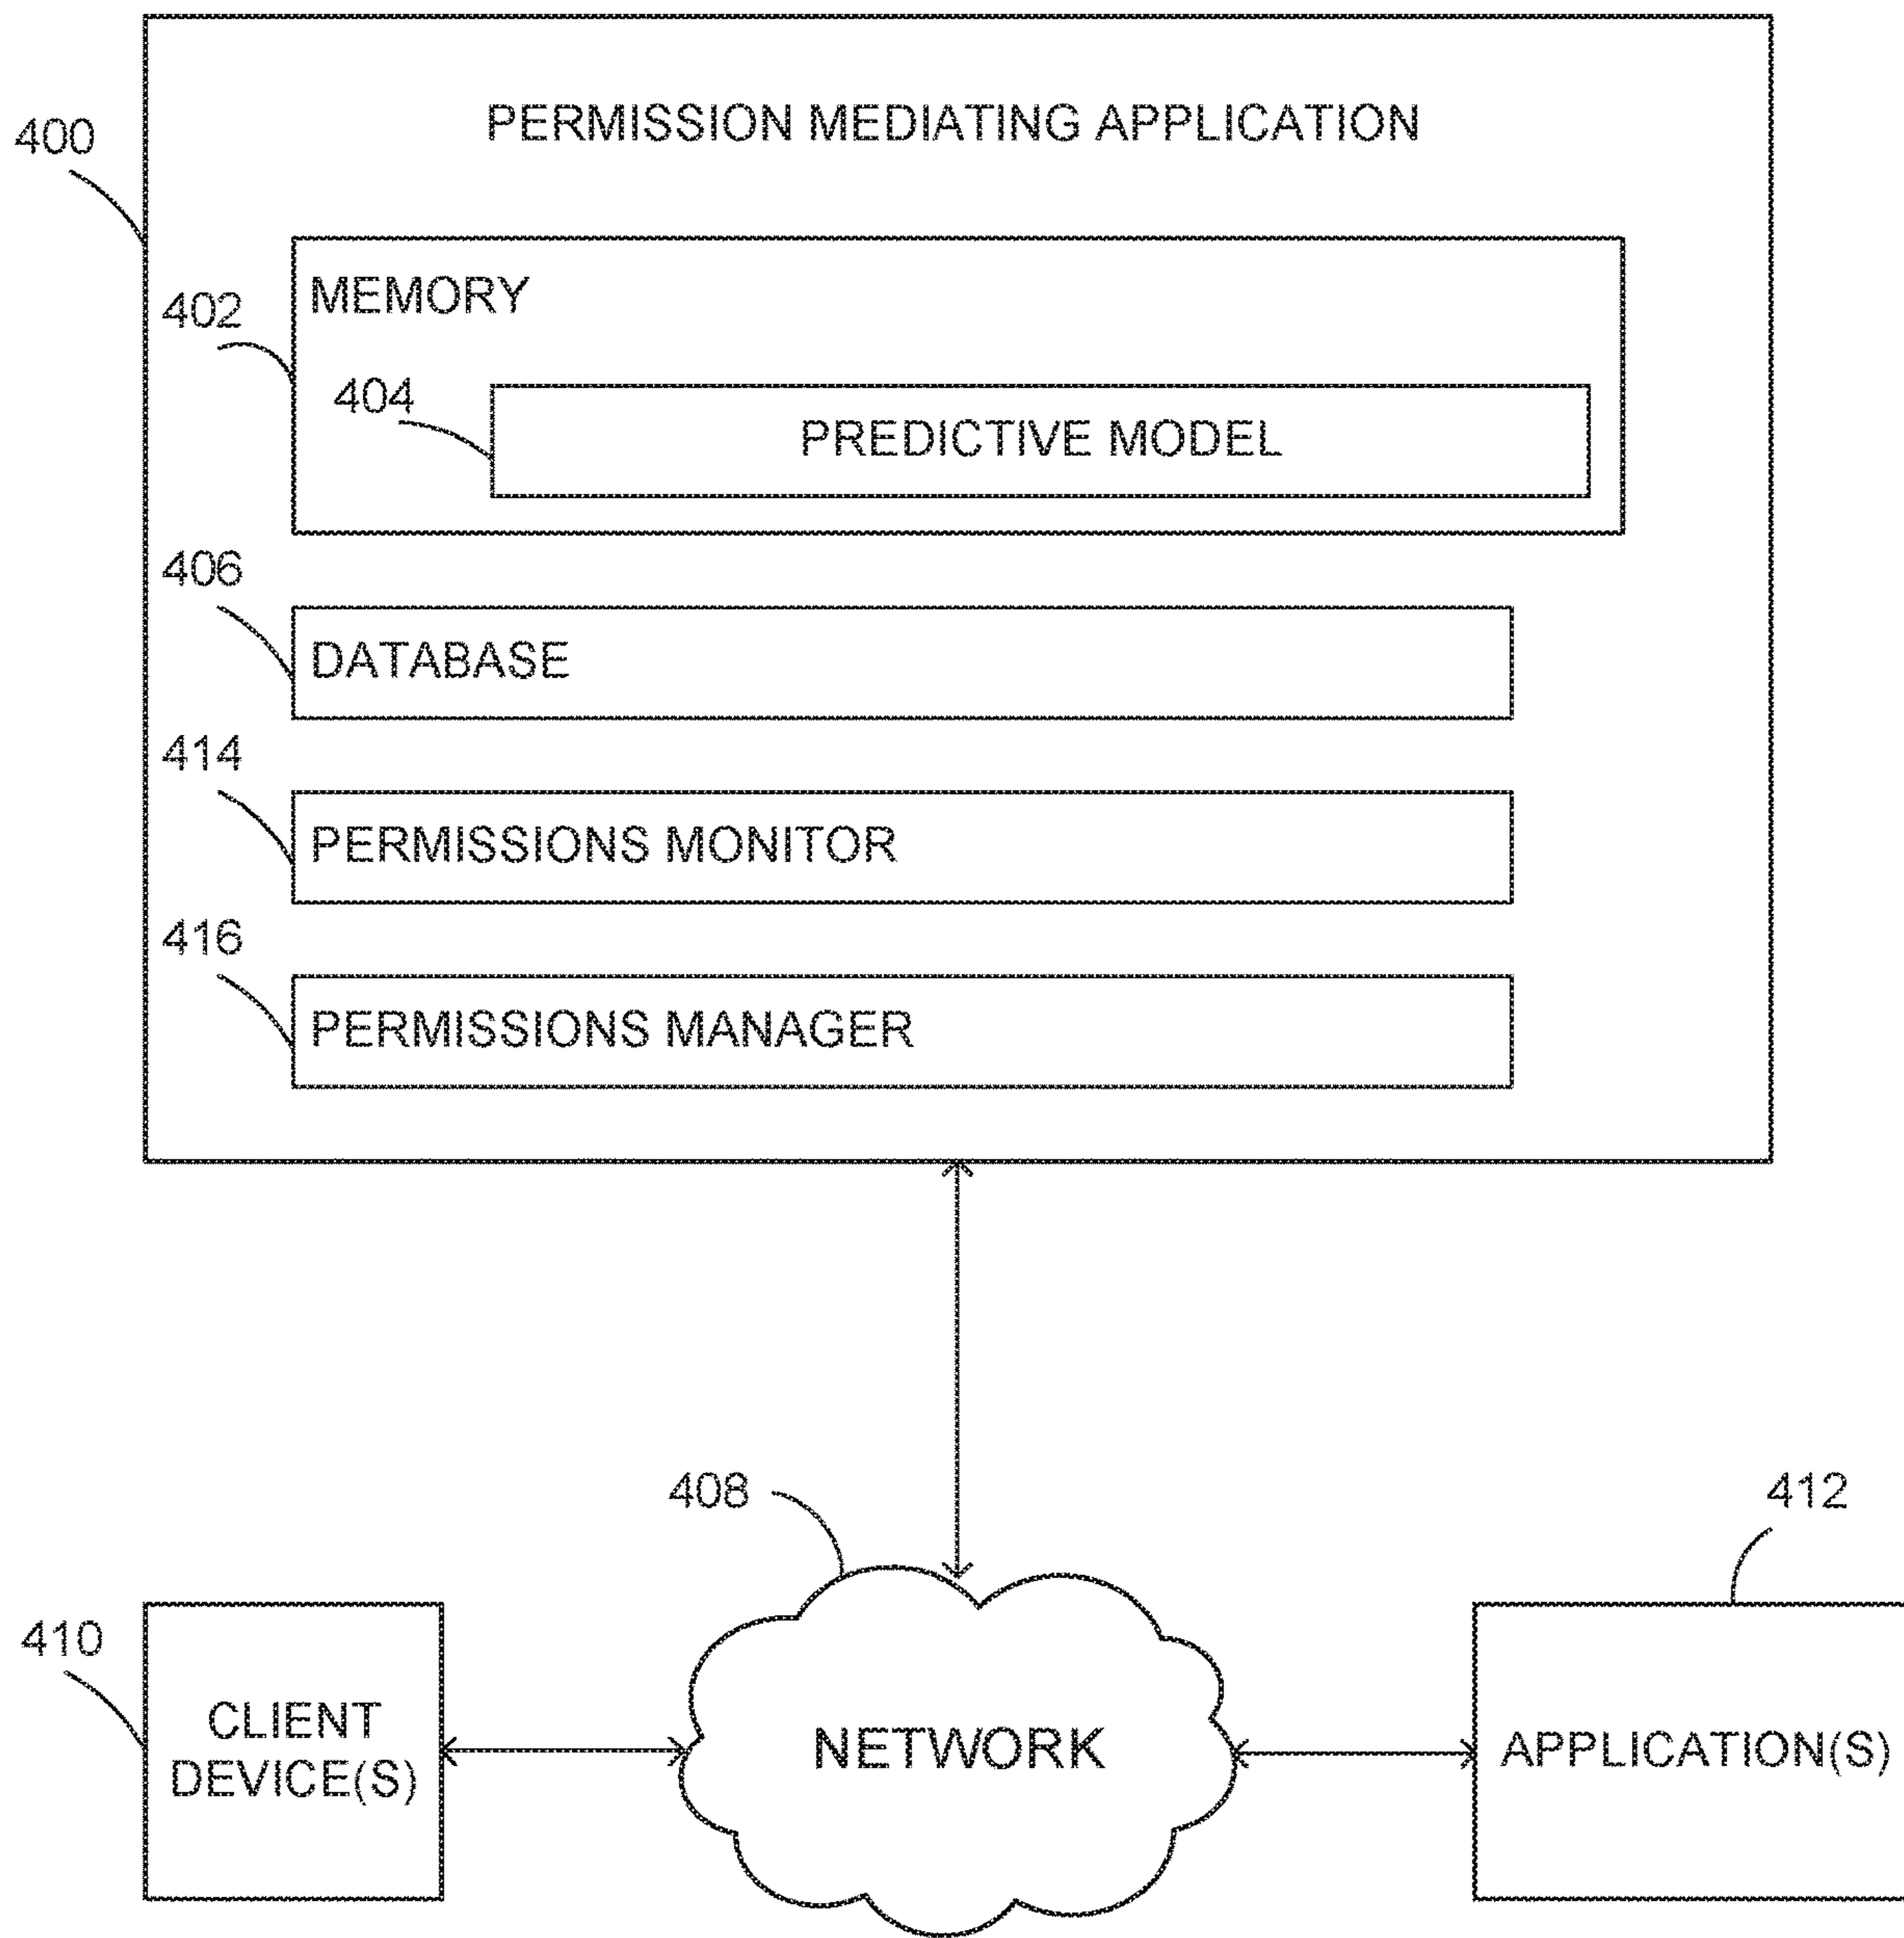 PERMISSION MEDIATING APPLICATION
400
MEMORY
402
404
PREDICTIVE MODEL
406
DATABASE
414
PERMISSIONS MONITOR
416
PERMISSIONS MANAGER
408
412
410
CLIENT
DEVICE(S)
NETWORK
APPLICATION(S)